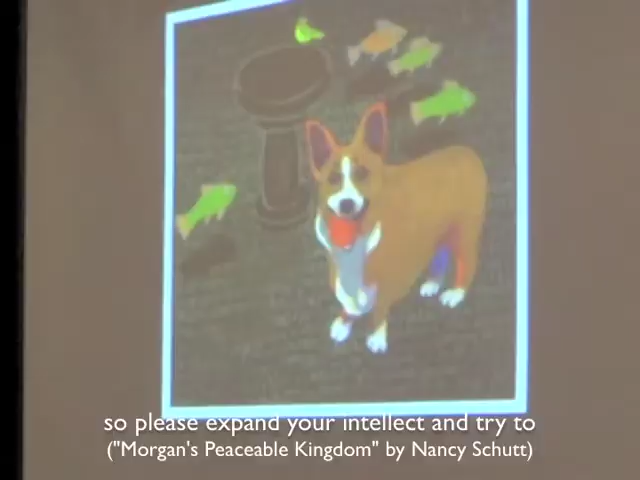 so please expand your intellect and try to
("Morgan's Peaceable Kingdom" by Nancy Schutt)